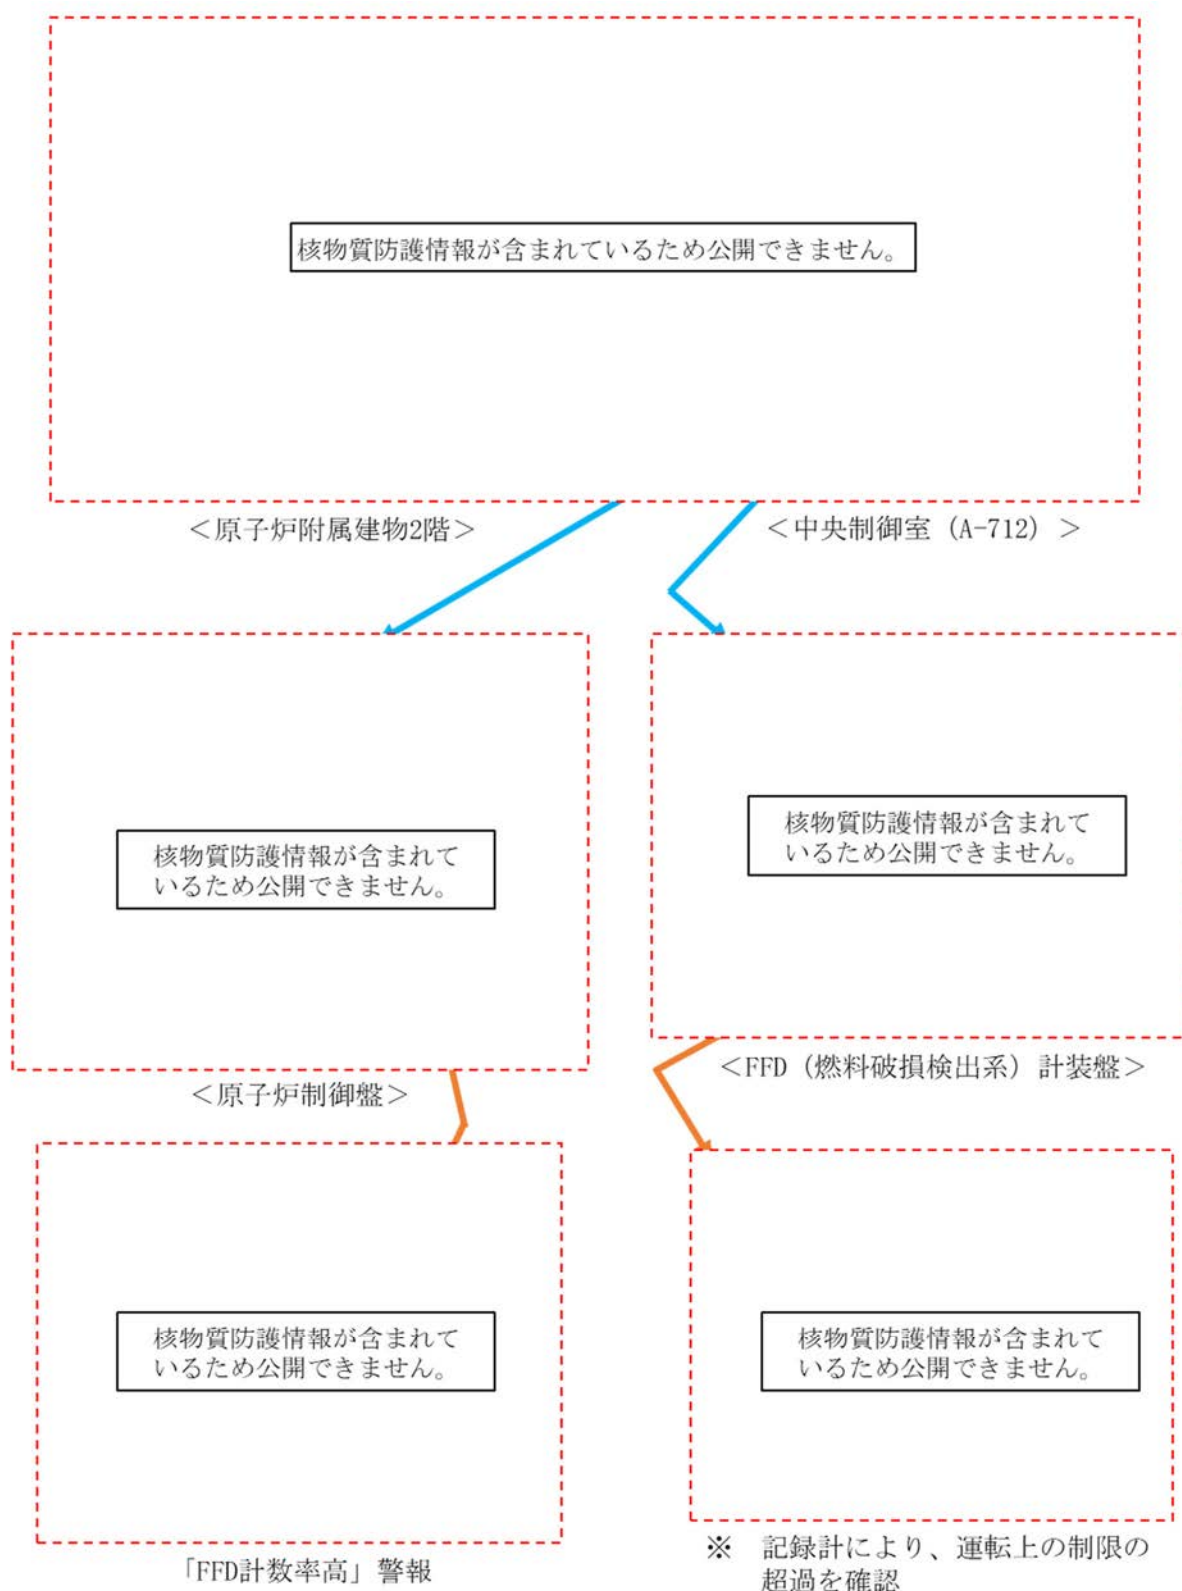 核物質防護情報が含まれているため公開できません。
＜原子炉附属建物2階＞
＜中央制御室（A-712）＞
核物質防護情報が含まれて
いるため公開できません。
核物質防護情報が含まれて
いるため公開できません。
＜原子炉制御盤＞
＜FFD（燃料破損検出系）計装盤＞
核物質防護情報が含まれて
いるため公開できません。
核物質防護情報が含まれて
いるため公開できません。
「FFD計数率高」警報
※　記録計により、運転上の制限の
超過を確認